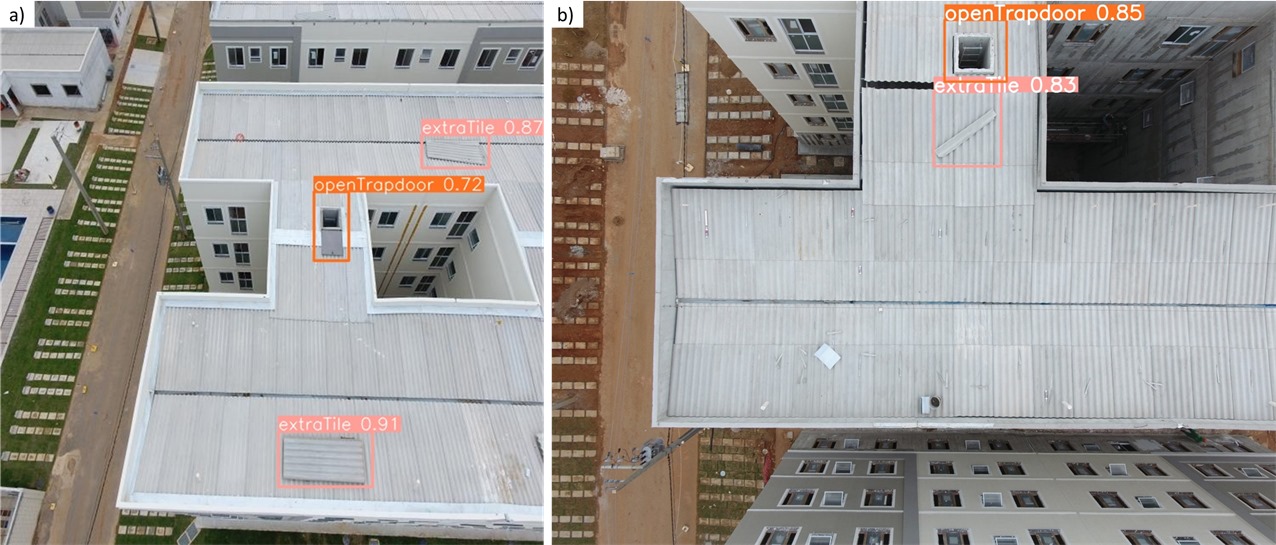 a)
extraTile 0.87
openTrapdoor 0.72
extraTile 0.91
b)
openTrapdoor 0.85
extraTile 0.83